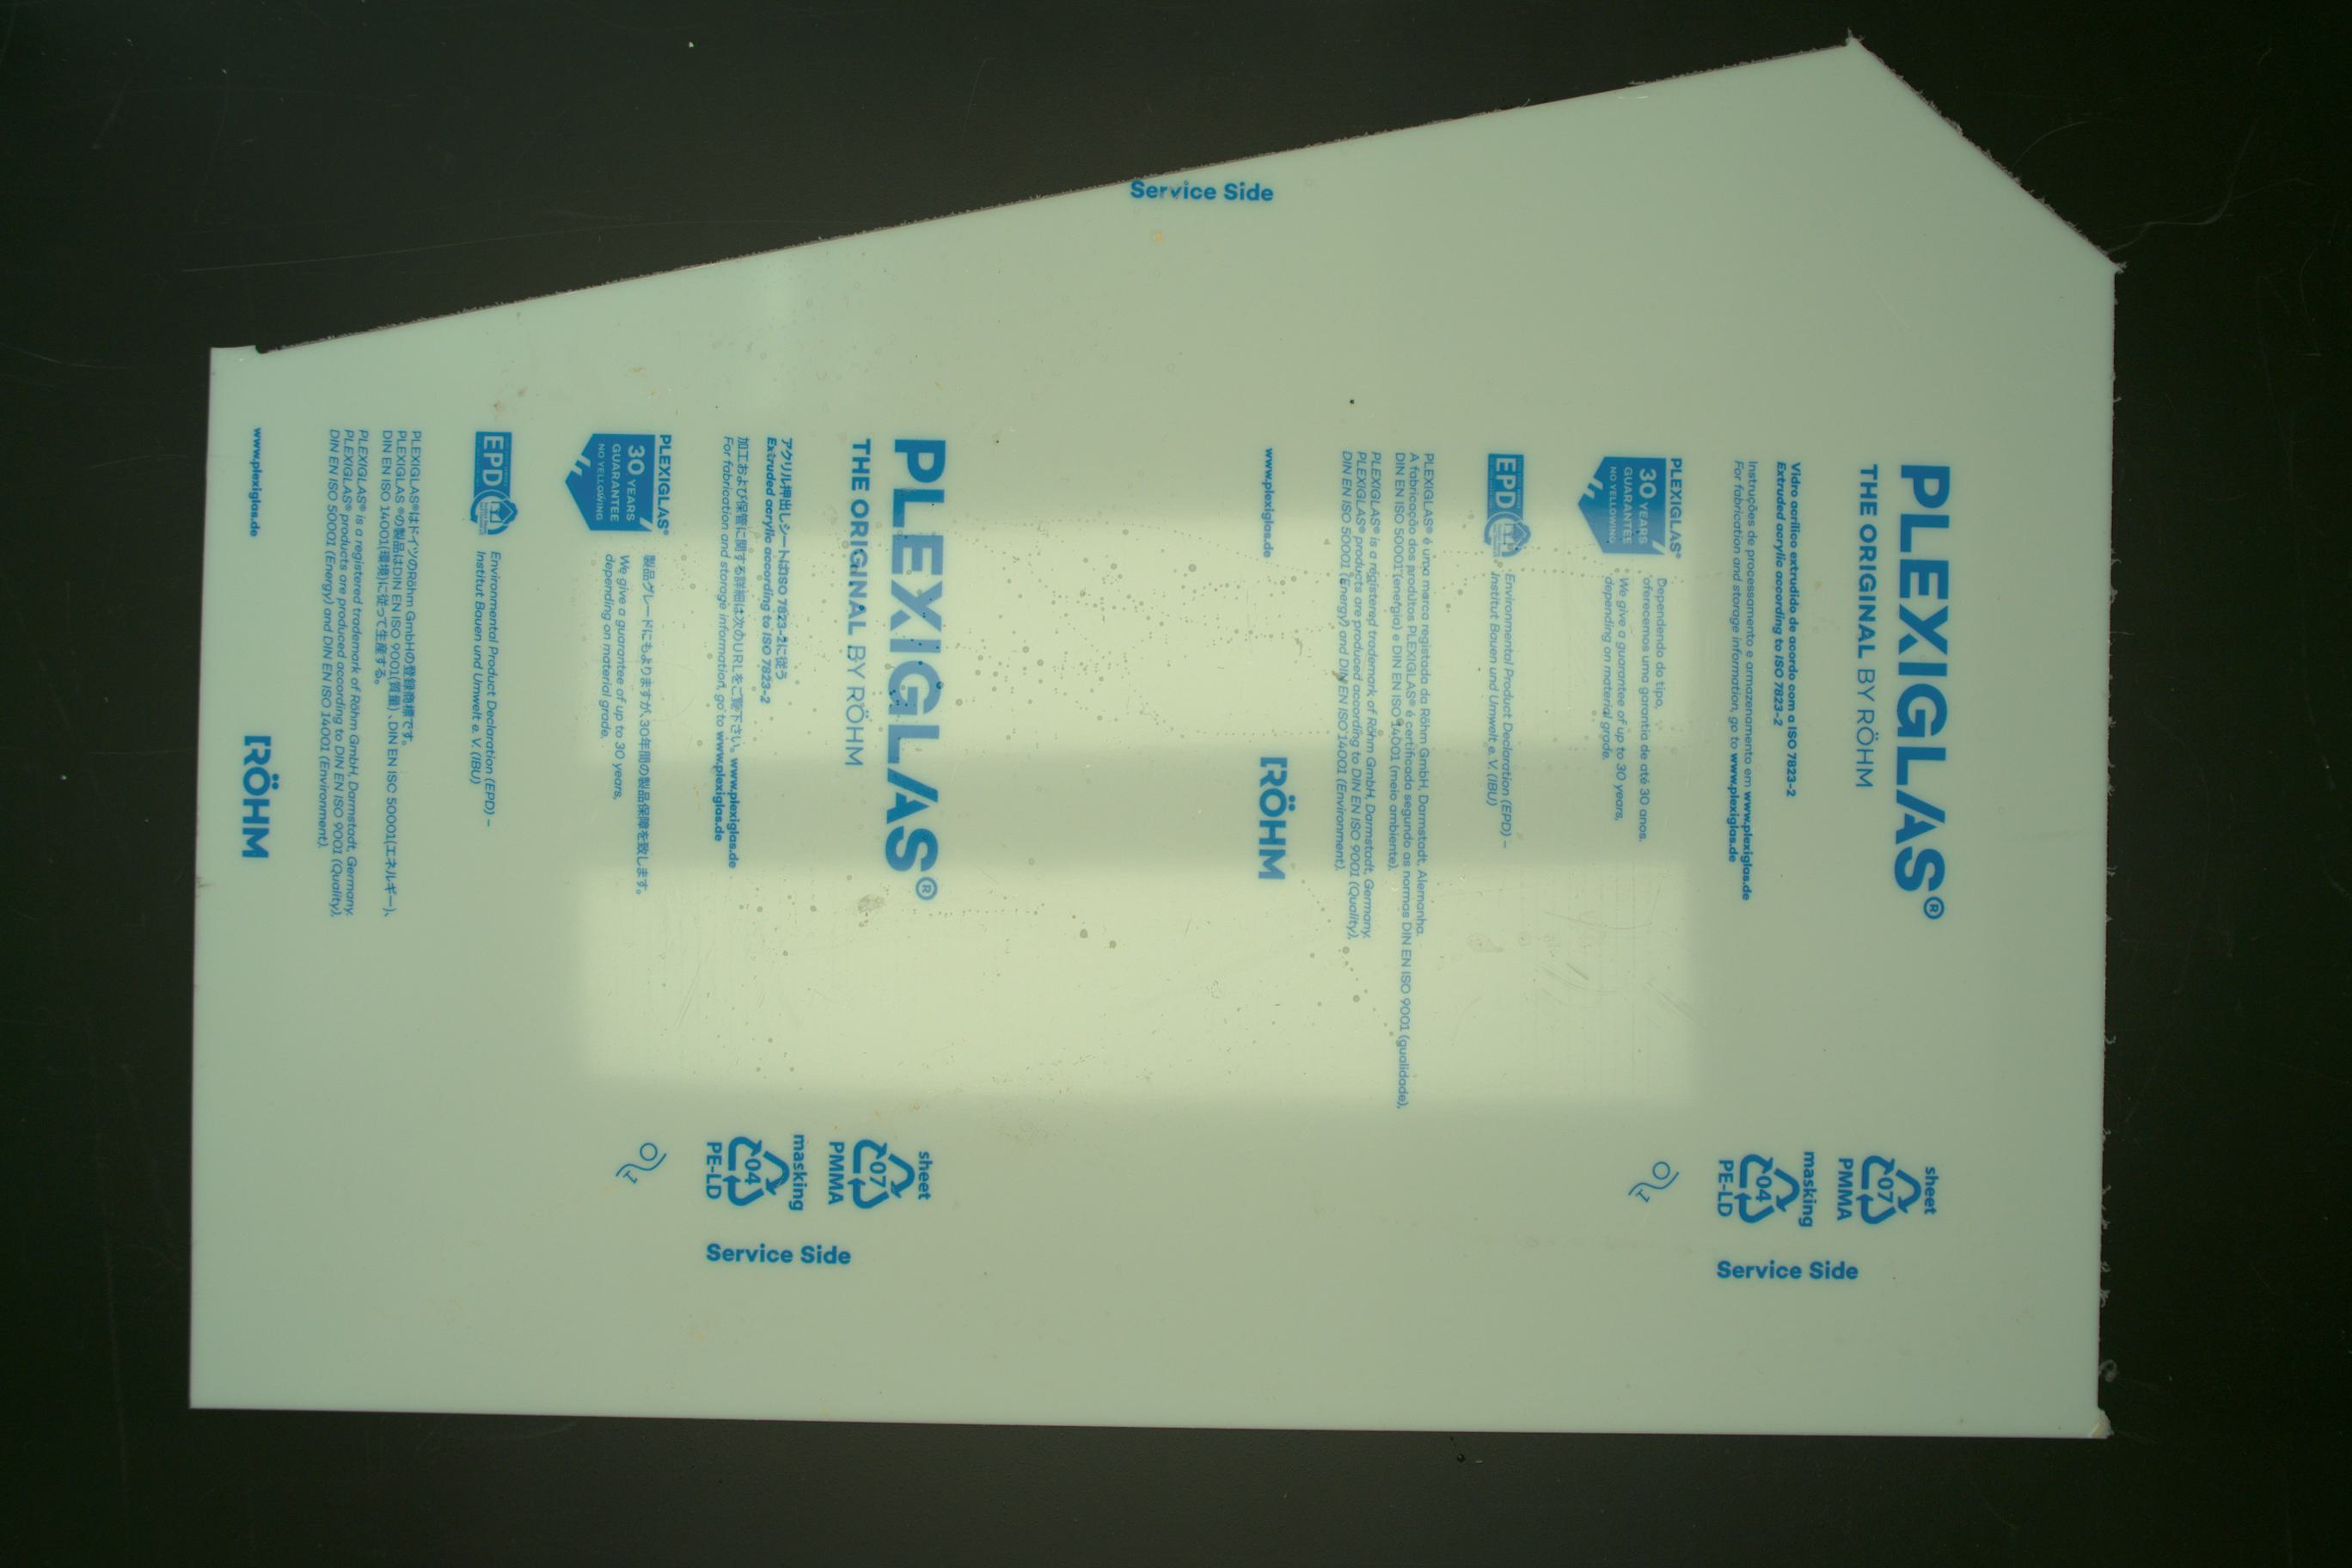 Service Side
PLEXIGLAS®
THE ORIGINAL BY RÖHM
Vidro acrílico extrudido de acordo com a ISO 7823-2
Extruded acrylic according to ISO 7823-2
Instruções de processamento e armazenamento em www.plexiglas.de
For fabrication and storage information, go to www.plexiglas.de
PLEXIGLAS®
30 YEARS
GUARANTEE
NO YELLOWING
Dependendo do tipo,
oferecemos uma garantia de até 30 anos.
We give a guarantee of up to 30 years,
depending on material grade.
EPD
Environmental Product Declaration (EPD) –
Institut Bauen und Umwelt e. V. (IBU)
PLEXIGLAS® é uma marca registada da Röhm GmbH, Darmstadt, Alemanha.
A fabricação dos produtos PLEXIGLAS® é certificada segundo as normas DIN EN ISO 9001 (qualidade),
DIN EN ISO 50001 (energia) e DIN EN ISO 14001 (meio ambiente).
PLEXIGLAS® is a registered trademark of Röhm GmbH, Darmstadt, Germany.
PLEXIGLAS® products are produced according to DIN EN ISO 9001 (Quality),
DIN EN ISO 50001 (Energy) and DIN EN ISO 14001 (Environment).
www.plexiglas.de
RÖHM
sheet
07
PMMA
masking
04
PE-LD
Service Side
PLEXIGLAS®
THE ORIGINAL BY RÖHM
アクリル押出しシートはISO 7823-2に従う
Extruded acrylic according to ISO 7823-2
加工および保管に関する詳細は次のURLをご覧下さい。www.plexiglas.de
For fabrication and storage information, go to www.plexiglas.de
PLEXIGLAS®
30 YEARS
GUARANTEE
NO YELLOWING
製品グレードにもよりますが、30年間の製品保障を致します。
We give a guarantee of up to 30 years,
depending on material grade.
EPD
Environmental Product Declaration (EPD) –
Institut Bauen und Umwelt e. V. (IBU)
PLEXIGLAS®はドイツのRöhm GmbHの登録商標です。
PLEXIGLAS ®の製品はDIN EN ISO 9001(質量)、DIN EN ISO 50001(エネルギー)、
DIN EN ISO 14001(環境)に従って生産する。
PLEXIGLAS® is a registered trademark of Röhm GmbH, Darmstadt, Germany.
PLEXIGLAS® products are produced according to DIN EN ISO 9001 (Quality),
DIN EN ISO 50001 (Energy) and DIN EN ISO 14001 (Environment).
www.plexiglas.de
RÖHM
sheet
07
PMMA
masking
04
PE-LD
Service Side